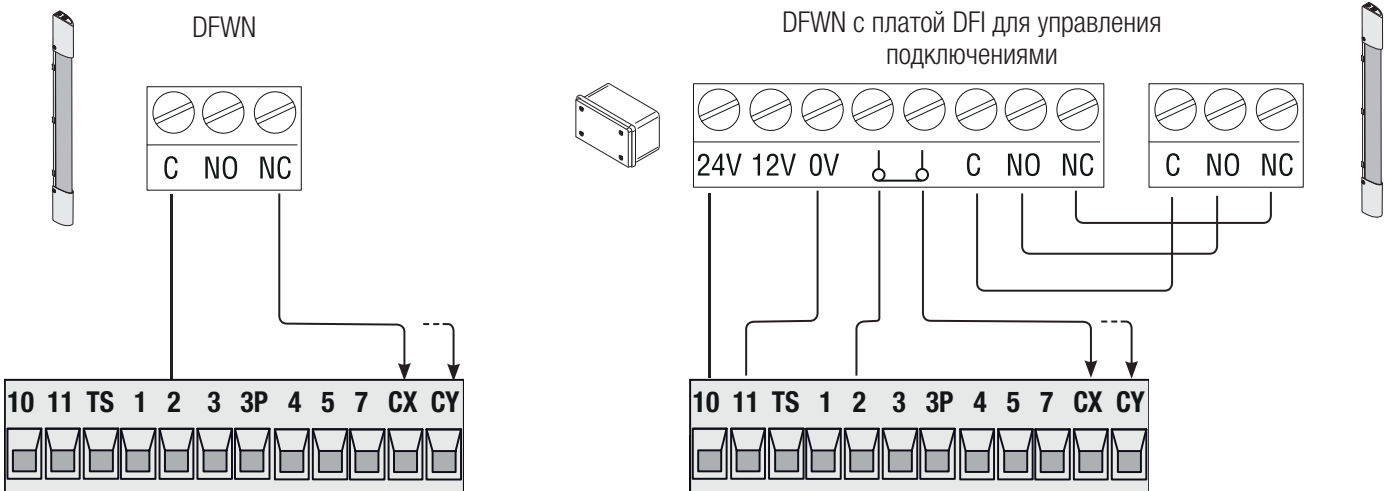 DFWN
DFWN с платой DFI для управления
подключениями
C NO NC
24V 12V 0V C NO NC
C NO NC
10 11 TS 1 2 3 3P 4 5 7 CX CY
10 11 TS 1 2 3 3P 4 5 7 CX CY